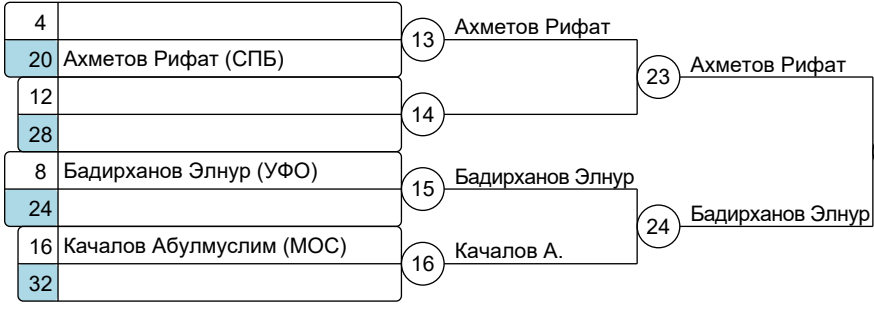 4
20 Ахметов Рифат (СПБ)
12
28
8 Бадирханов Элнур (УФО)
24
16 Качалов Абулмуслим (МОС)
32
13
14
15
16
Ахметов Рифат
Бадирханов Элнур
Качалов А.
23
24
Ахметов Рифат
Бадирханов Элнур